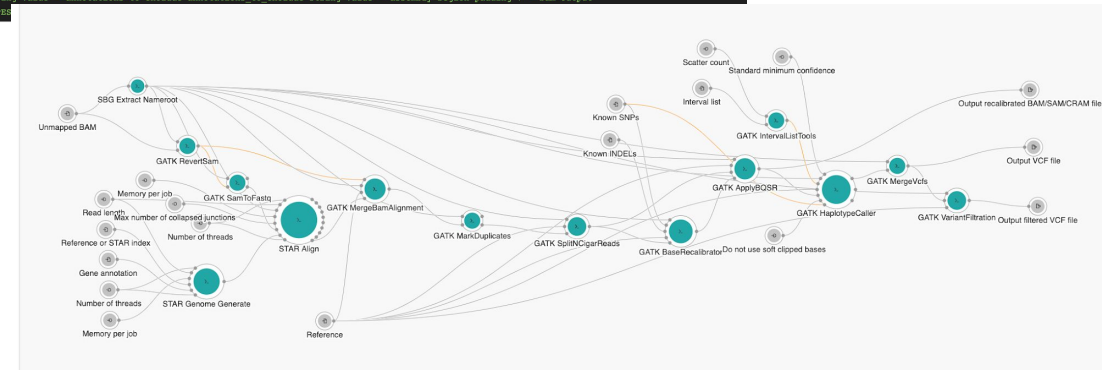 Scatter count
Standard minimum confidence
SBG Extract Nameroot
Interval list
Output recalibrated BAM/SAM/CRAM file
Known SNPs
Unmapped BAM
GATK IntervalListTools
Known INDELs
GATK RevertSam
Output VCF file
GATK ApplyBQSR
GATK MergeVcfs
Memory per job
GATK SamToFastq
GATK MergeBamAlignment
GATK HaplotypeCaller
Read length
Max number of collapsed junctions
GATK VariantFiltration
Output filtered VCF file
Number of threads
GATK MarkDuplicates
Reference or STAR index
STAR Align
GATK SplitNCigarReads
GATK BaseRecalibrator
Do not use soft clipped bases
Gene annotation
Number of threads
STAR Genome Generate
Memory per job
Reference